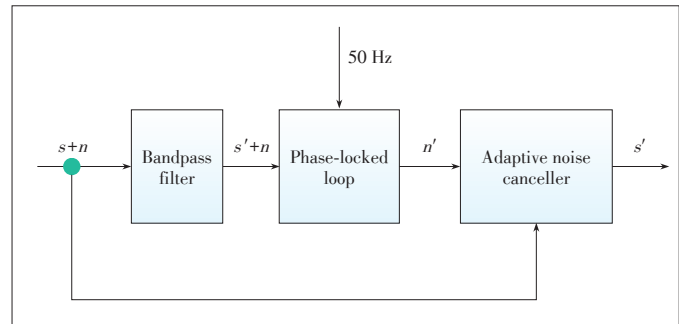 50 Hz
s+n
Bandpass
filter
s′+n
Phase-locked
loop
n′
Adaptive noise
canceller
s′